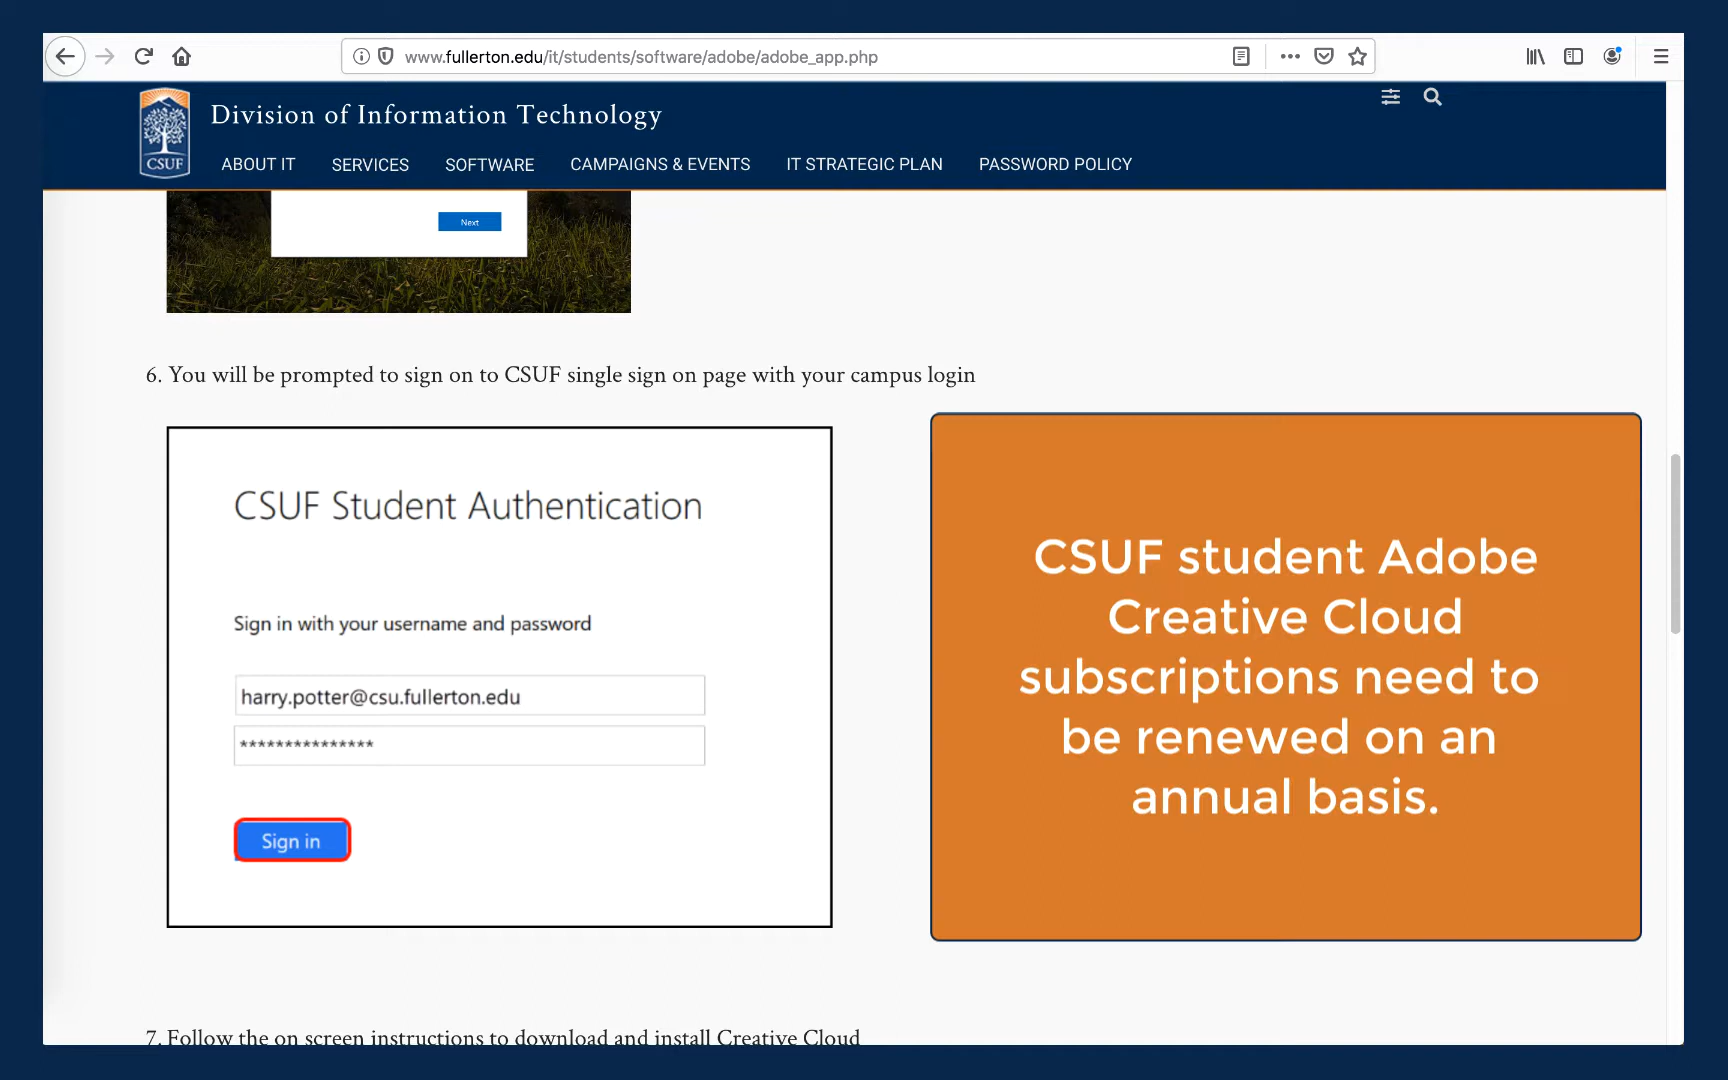 www.fullerton.edu/it/students/software/adobe/adobe_app.php
CSUF
Division of Information Technology
ABOUT IT SERVICES SOFTWARE CAMPAIGNS & EVENTS IT STRATEGIC PLAN PASSWORD POLICY
Next
6. You will be prompted to sign on to CSUF single sign on page with your campus login
CSUF Student Authentication
Sign in with your username and password
harry.potter@csu.fullerton.edu
***************
Sign in
CSUF student Adobe
Creative Cloud
subscriptions need to
be renewed on an
annual basis.
7. Follow the on screen instructions to download and install Creative Cloud